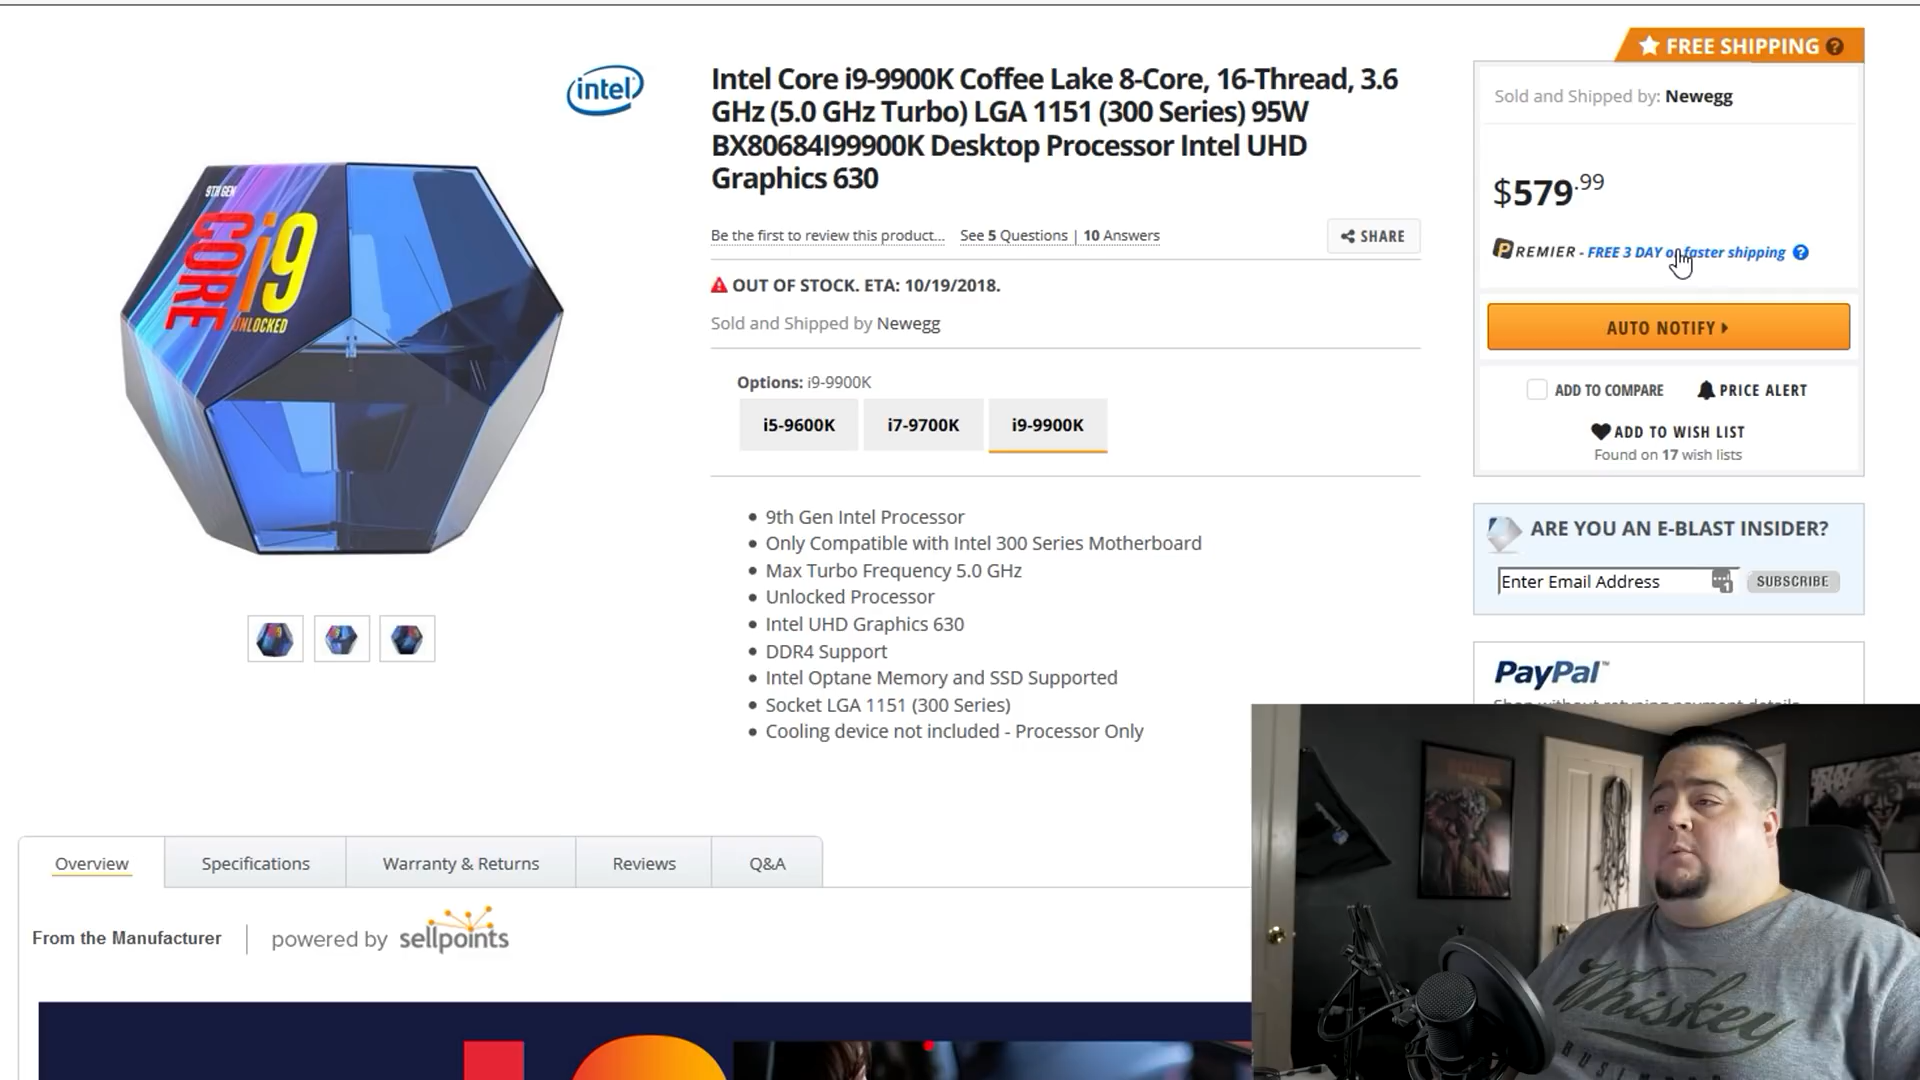 FREE SHIPPING ?
intel
Intel Core i9-9900K Coffee Lake 8-Core, 16-Thread, 3.6
GHz (5.0 GHz Turbo) LGA 1151 (300 Series) 95W
BX80684I99900K Desktop Processor Intel UHD
Graphics 630
Be the first to review this product... See 5 Questions | 10 Answers
SHARE
OUT OF STOCK. ETA: 10/19/2018.
Sold and Shipped by Newegg
Options: i9-9900K
i5-9600K i7-9700K i9-9900K
• 9th Gen Intel Processor
• Only Compatible with Intel 300 Series Motherboard
• Max Turbo Frequency 5.0 GHz
• Unlocked Processor
• Intel UHD Graphics 630
• DDR4 Support
• Intel Optane Memory and SSD Supported
• Socket LGA 1151 (300 Series)
• Cooling device not included - Processor Only
9TH GEN
CORE i9
UNLOCKED
Sold and Shipped by: Newegg
$579.99
PREMIER - FREE 3 DAY or faster shipping ?
AUTO NOTIFY
ADD TO COMPARE PRICE ALERT
ADD TO WISH LIST
Found on 17 wish lists
ARE YOU AN E-BLAST INSIDER?
Enter Email Address SUBSCRIBE
PayPal™
Shop without retyping payment details
Overview Specifications Warranty & Returns Reviews Q&A
From the Manufacturer powered by sellpoints
Whiskey